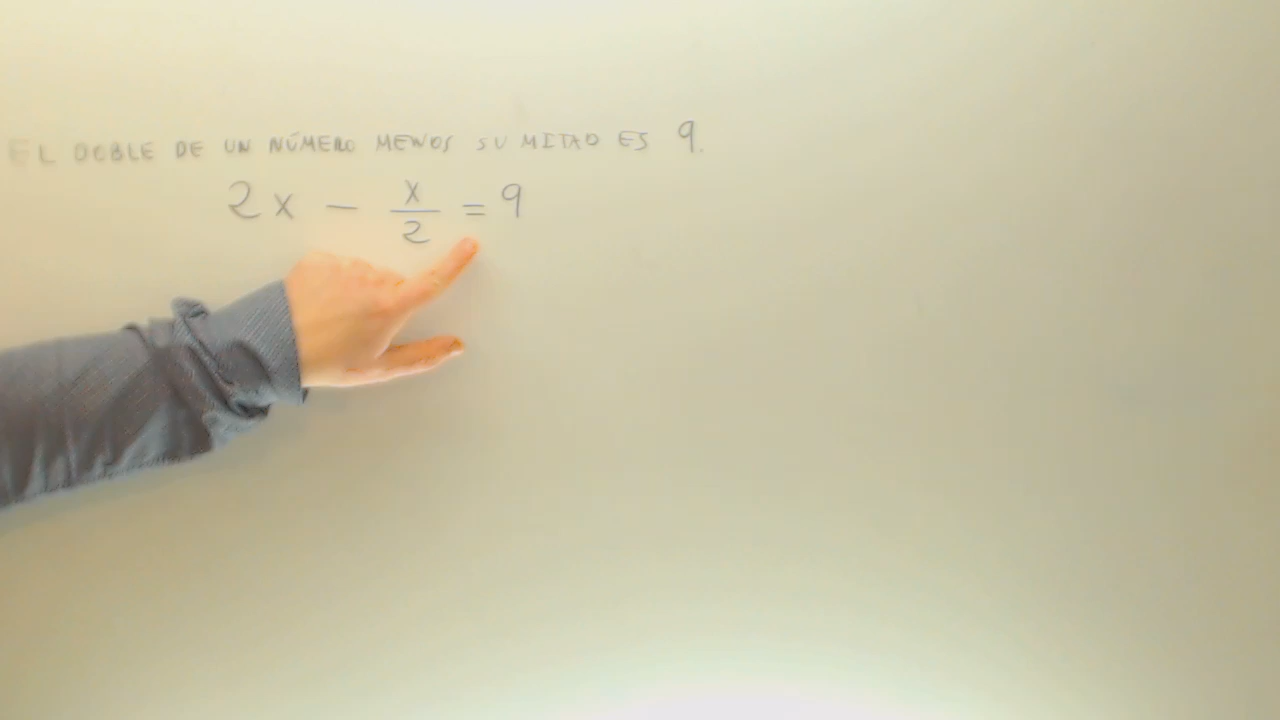 EL DOBLE DE UN NÚMERO MENOS SU MITAD ES 9.
2x - x/2 = 9